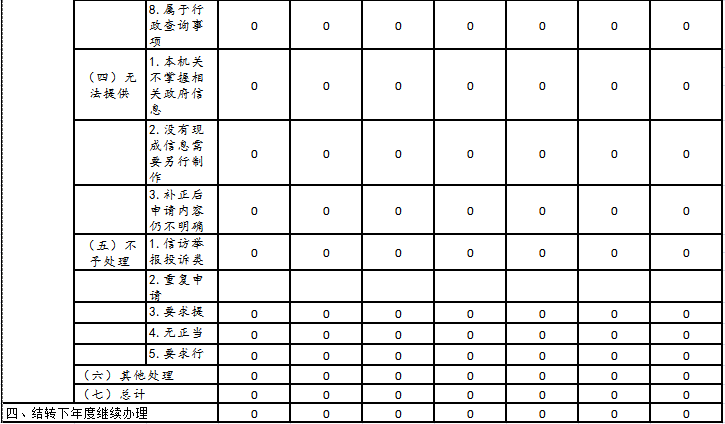 8.属于行
政查询事
项
0 0 0 0 0 0 0
（四）无
法提供
1.本机关
不掌握相
关政府信
息
0 0 0 0 0 0 0
2.没有现
成信息需
要另行制
作
0 0 0 0 0 0 0
3.补正后
申请内容
仍不明确
0 0 0 0 0 0 0
（五）不
予处理
1.信访举
报投诉类
0 0 0 0 0 0 0
2.重复申
请
3.要求提 0 0 0 0 0 0 0
4.无正当 0 0 0 0 0 0 0
5.要求行 0 0 0 0 0 0 0
（六）其他处理 0 0 0 0 0 0 0
（七）总计 0 0 0 0 0 0 0
四、结转下年度继续办理 0 0 0 0 0 0 0